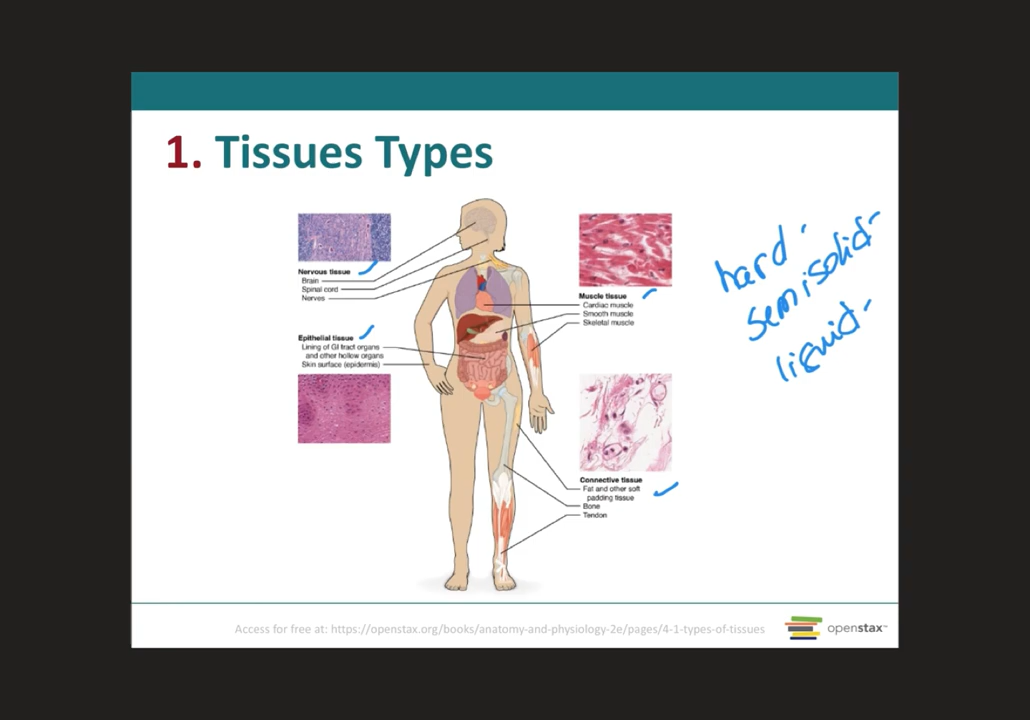 1. Tissues Types
Nervous tissue
Brain
Spinal cord
Nerves
Epithelial tissue
Lining of GI tract organs
and other hollow organs
Skin surface (epidermis)
Muscle tissue
Cardiac muscle
Smooth muscle
Skeletal muscle
Connective tissue
Fat and other soft
padding tissue
Bone
Tendon
hard
semisolid
liquid
Access for free at: https://openstax.org/books/anatomy-and-physiology-2e/pages/4-1-types-of-tissues
openstax™